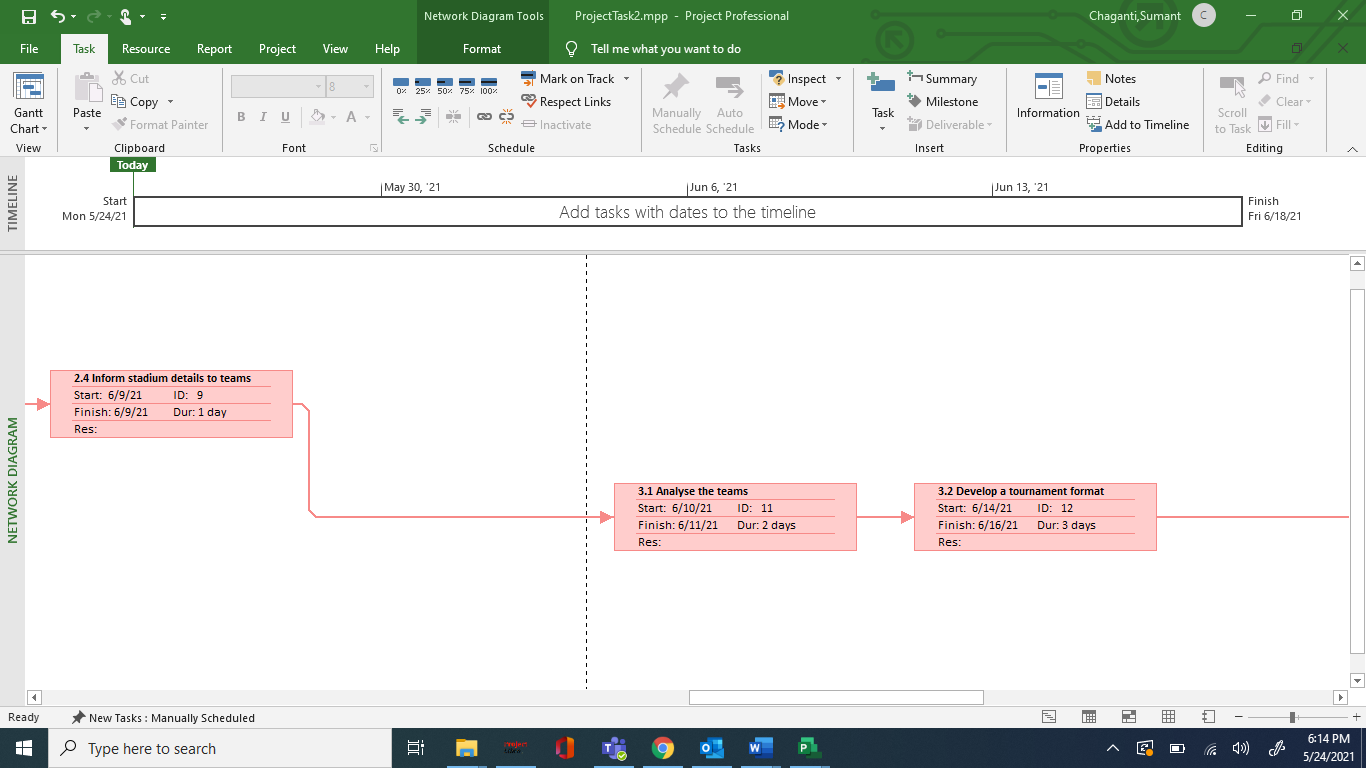 Network Diagram Tools
ProjectTask2.mpp - Project Professional
Chaganti,Sumant
C
File Task Resource Report Project View Help Format Tell me what you want to do
Gantt
Chart
View
Paste
Cut
Copy
Format Painter
Clipboard
8
B I U A
Font
0% 25% 50% 75% 100%
Mark on Track
Respect Links
Inactivate
Schedule
Manually
Schedule
Auto
Schedule
Inspect
Move
Mode
Tasks
Task
Summary
Milestone
Deliverable
Insert
Information
Notes
Details
Add to Timeline
Properties
Scroll
to Task
Find
Clear
Fill
Editing
TIMELINE
Today
May 30, '21
Jun 6, '21
Jun 13, '21
Start
Mon 5/24/21
Add tasks with dates to the timeline
Finish
Fri 6/18/21
NETWORK DIAGRAM
2.4 Inform stadium details to teams
Start: 6/9/21 ID: 9
Finish: 6/9/21 Dur: 1 day
Res:
3.1 Analyse the teams
Start: 6/10/21 ID: 11
Finish: 6/11/21 Dur: 2 days
Res:
3.2 Develop a tournament format
Start: 6/14/21 ID: 12
Finish: 6/16/21 Dur: 3 days
Res:
Ready
New Tasks : Manually Scheduled
Type here to search
6:14 PM
5/24/2021